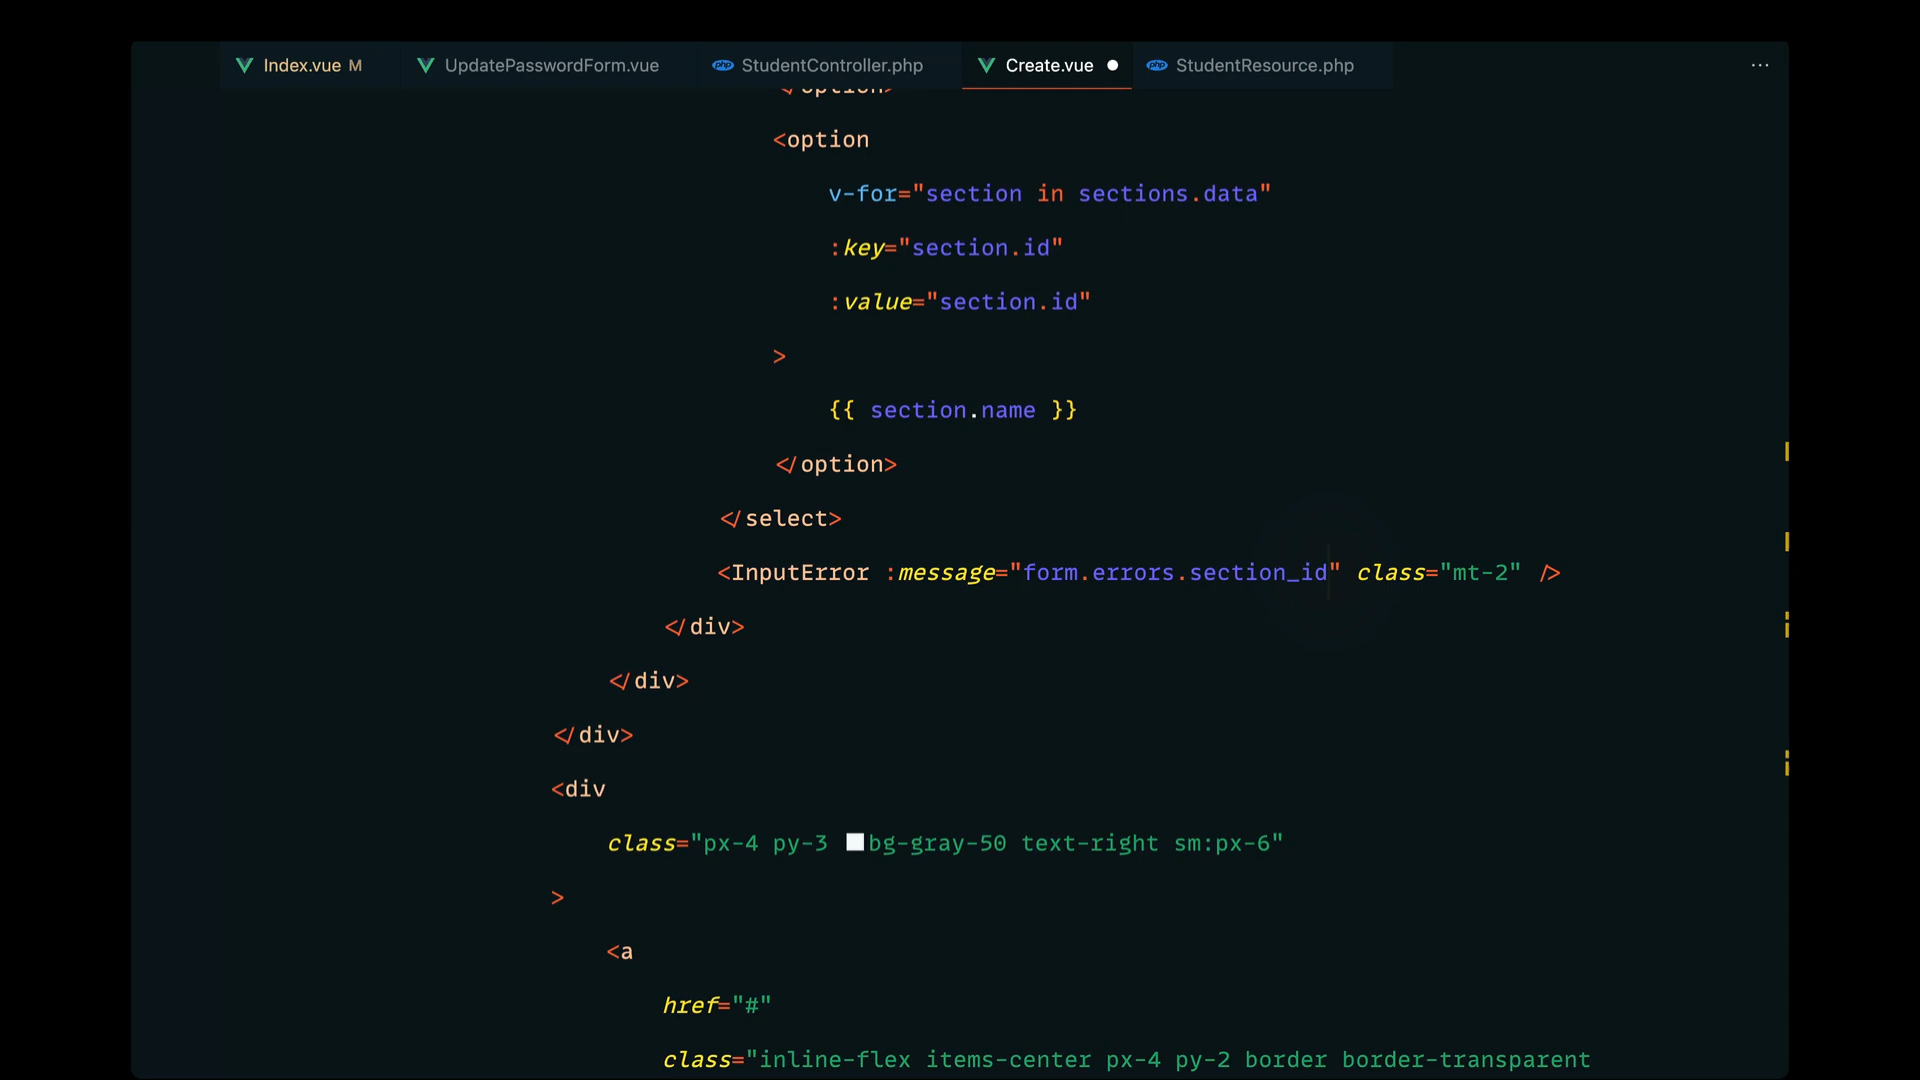 Index.vue M UpdatePasswordForm.vue php StudentController.php Create.vue php StudentResource.php ...
</option>
<option
v-for="section in sections.data"
:key="section.id"
:value="section.id"
>
{{ section.name }}
</option>
</select>
<InputError :message="form.errors.section_id" class="mt-2" />
</div>
</div>
</div>
<div
class="px-4 py-3 bg-gray-50 text-right sm:px-6"
>
<a
href="#"
class="inline-flex items-center px-4 py-2 border border-transparent